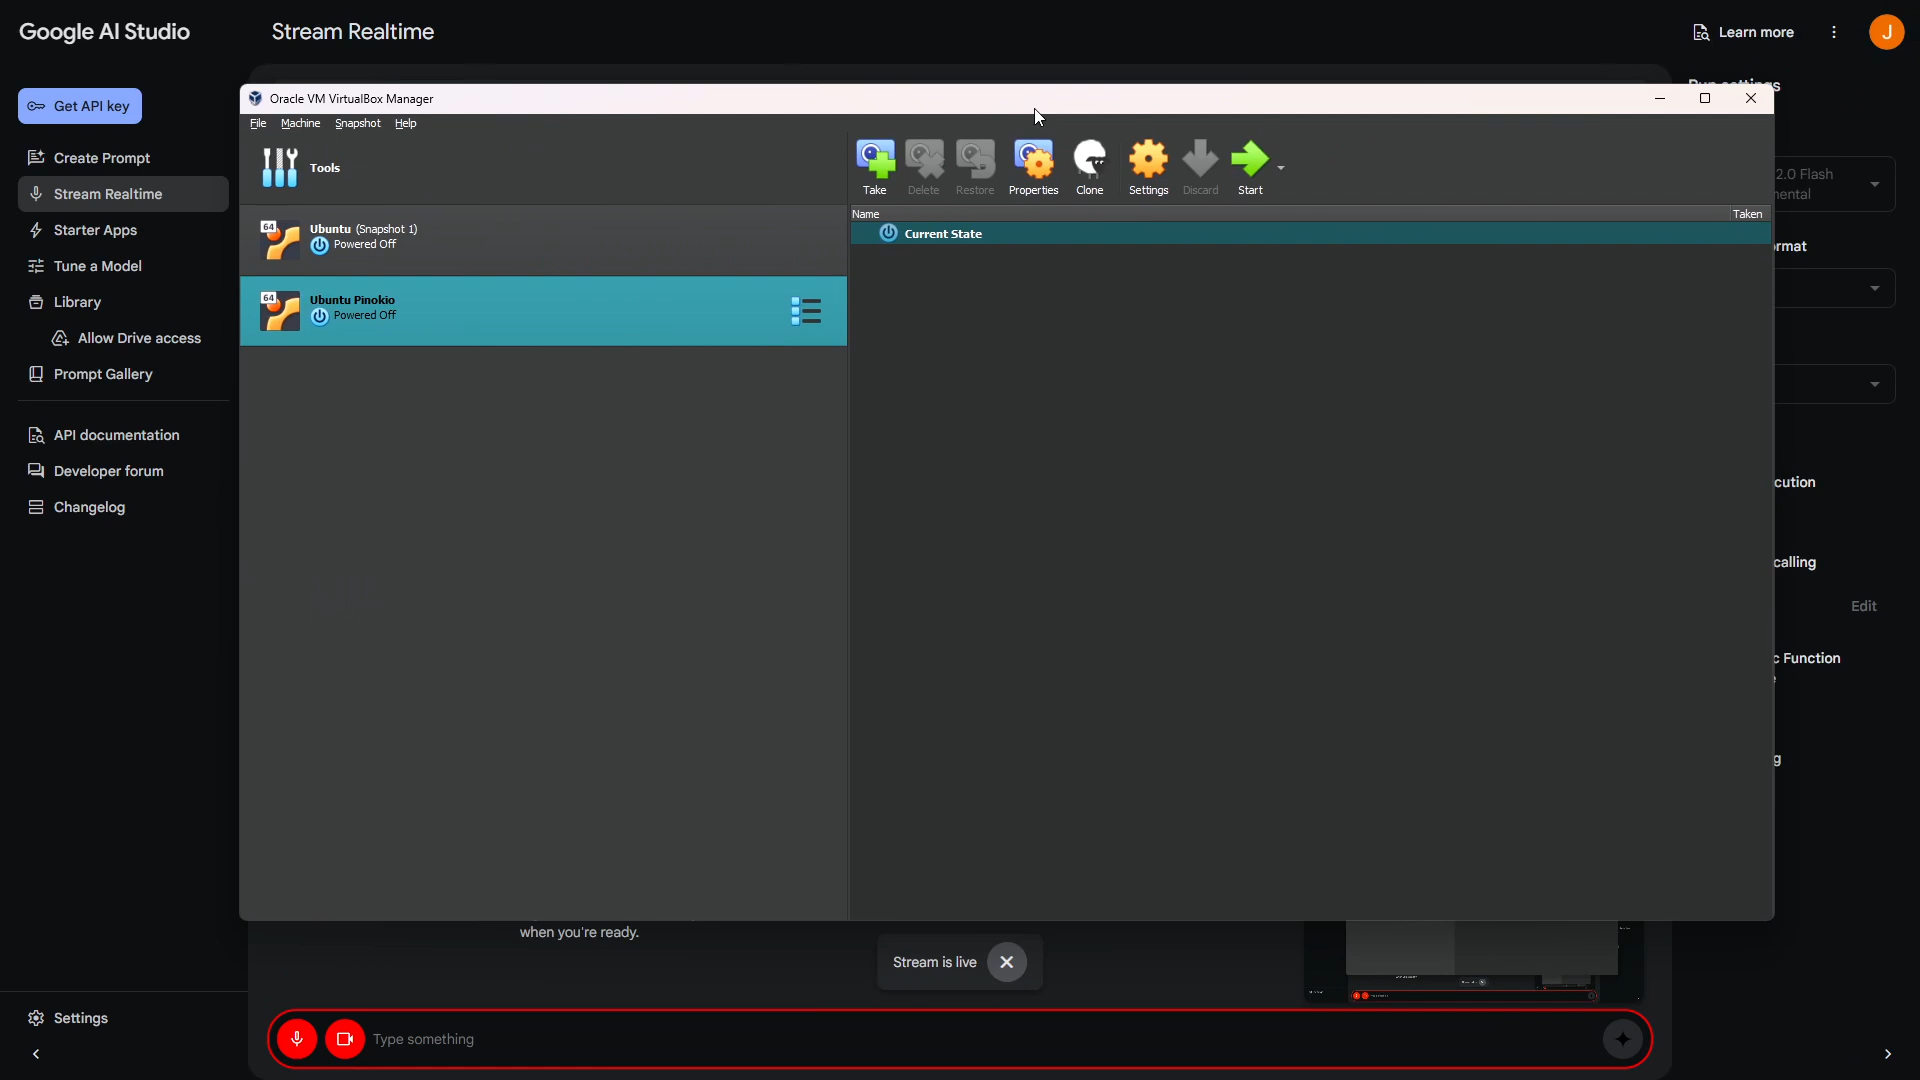 Google AI Studio
Stream Realtime
Learn more
J
Get API key
Create Prompt
Stream Realtime
Starter Apps
Tune a Model
Library
Allow Drive access
Prompt Gallery
API documentation
Developer forum
Changelog
Settings
Oracle VM VirtualBox Manager
File Machine Snapshot Help
Tools
64
Ubuntu (Snapshot 1)
Powered Off
64
Ubuntu Pinokio
Powered Off
Take Delete Restore Properties Clone Settings Discard Start
Name Taken
Current State
2.0 Flash
mental
rmat
cution
calling
Edit
c Function
e
g
when you're ready.
Stream is live
Type something